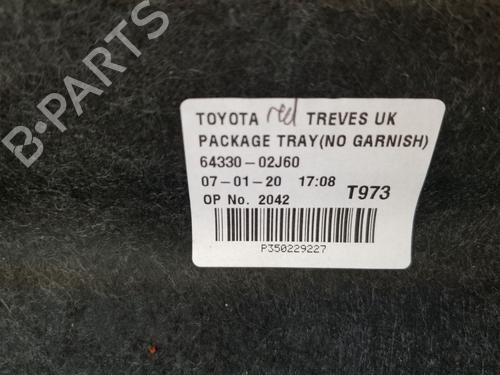 B-PARTS
TOYOTA red TREVES UK
PACKAGE TRAY(NO GARNISH)
64330-02J60
07-01-20 17:08 T973
OP No. 2042
P350229227